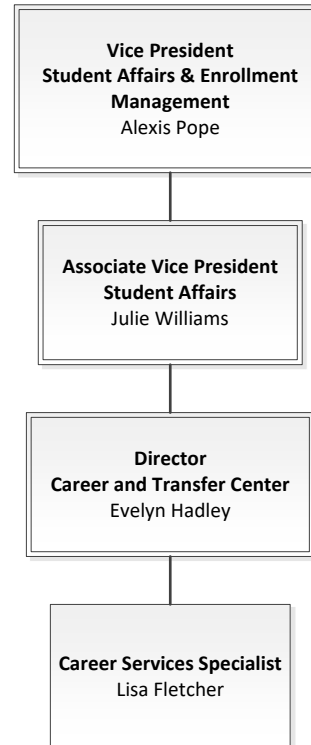 Vice President
Student Affairs & Enrollment
Management
Alexis Pope
Associate Vice President
Student Affairs
Julie Williams
Director
Career and Transfer Center
Evelyn Hadley
Career Services Specialist
Lisa Fletcher